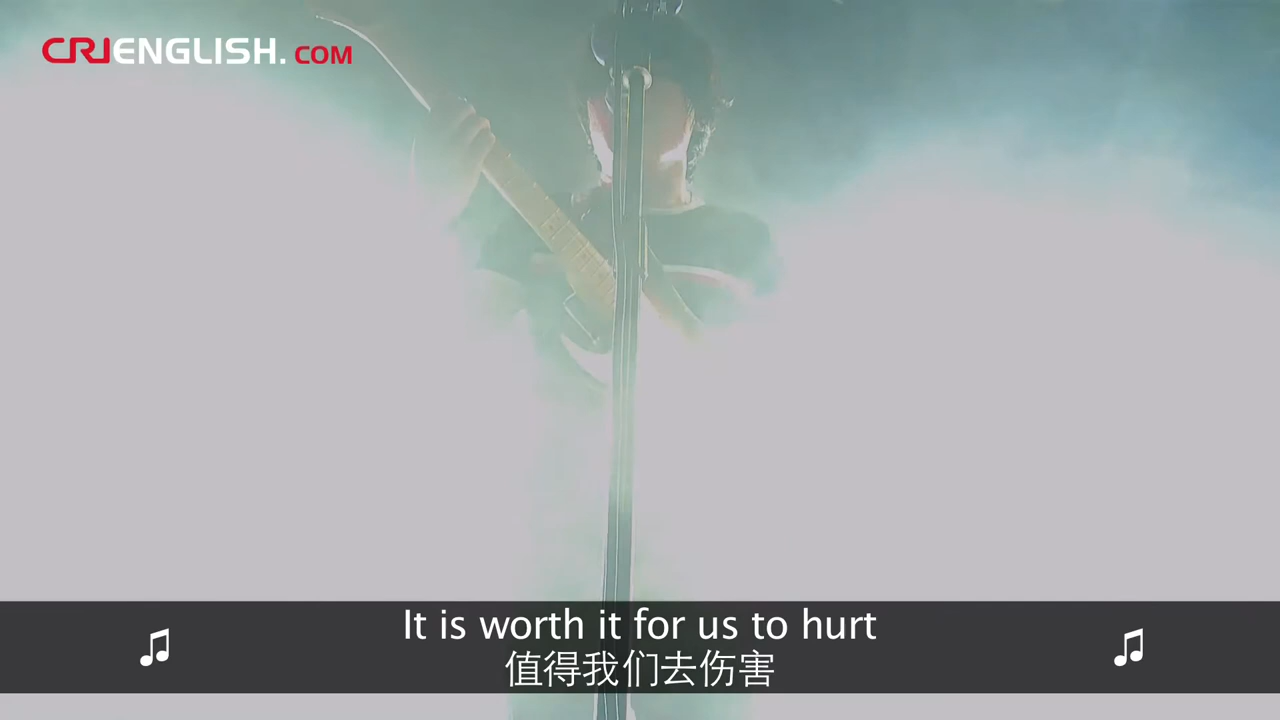 CRIENGLISH.COM
It is worth it for us to hurt
值得我们去伤害